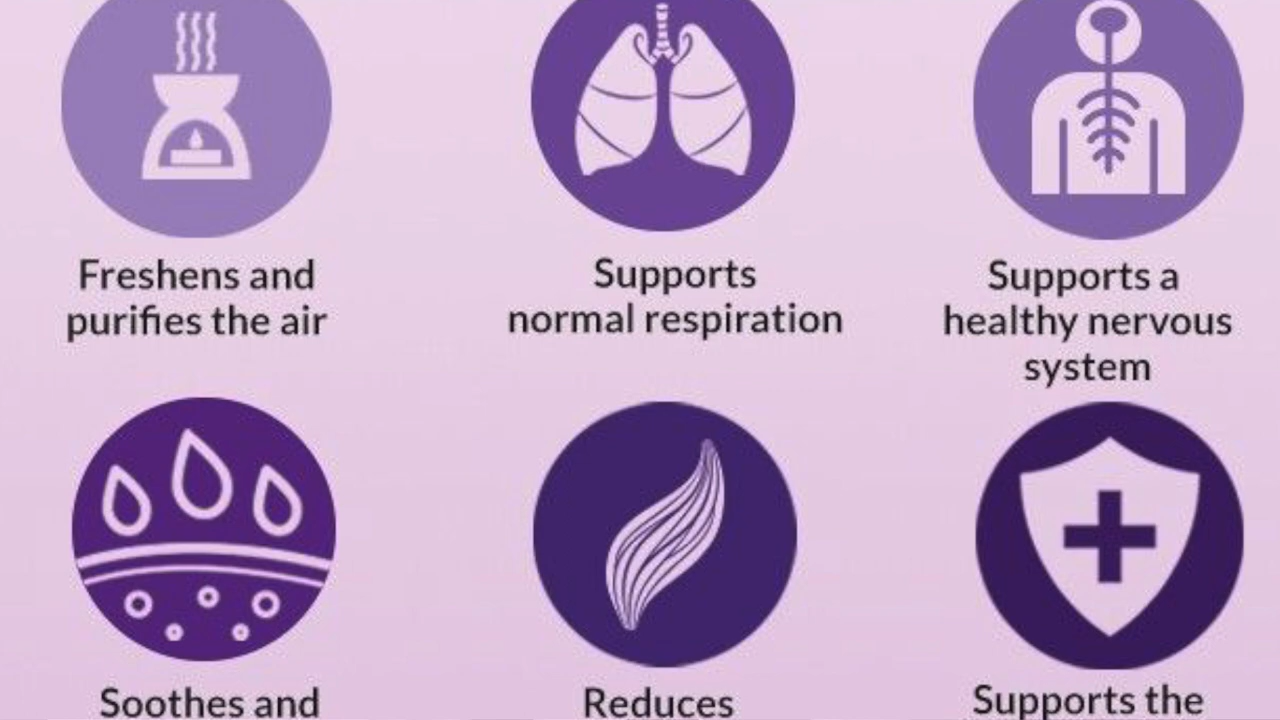 Freshens and
purifies the air
Supports
normal respiration
Supports a
healthy nervous
system
Soothes and
Reduces
Supports the